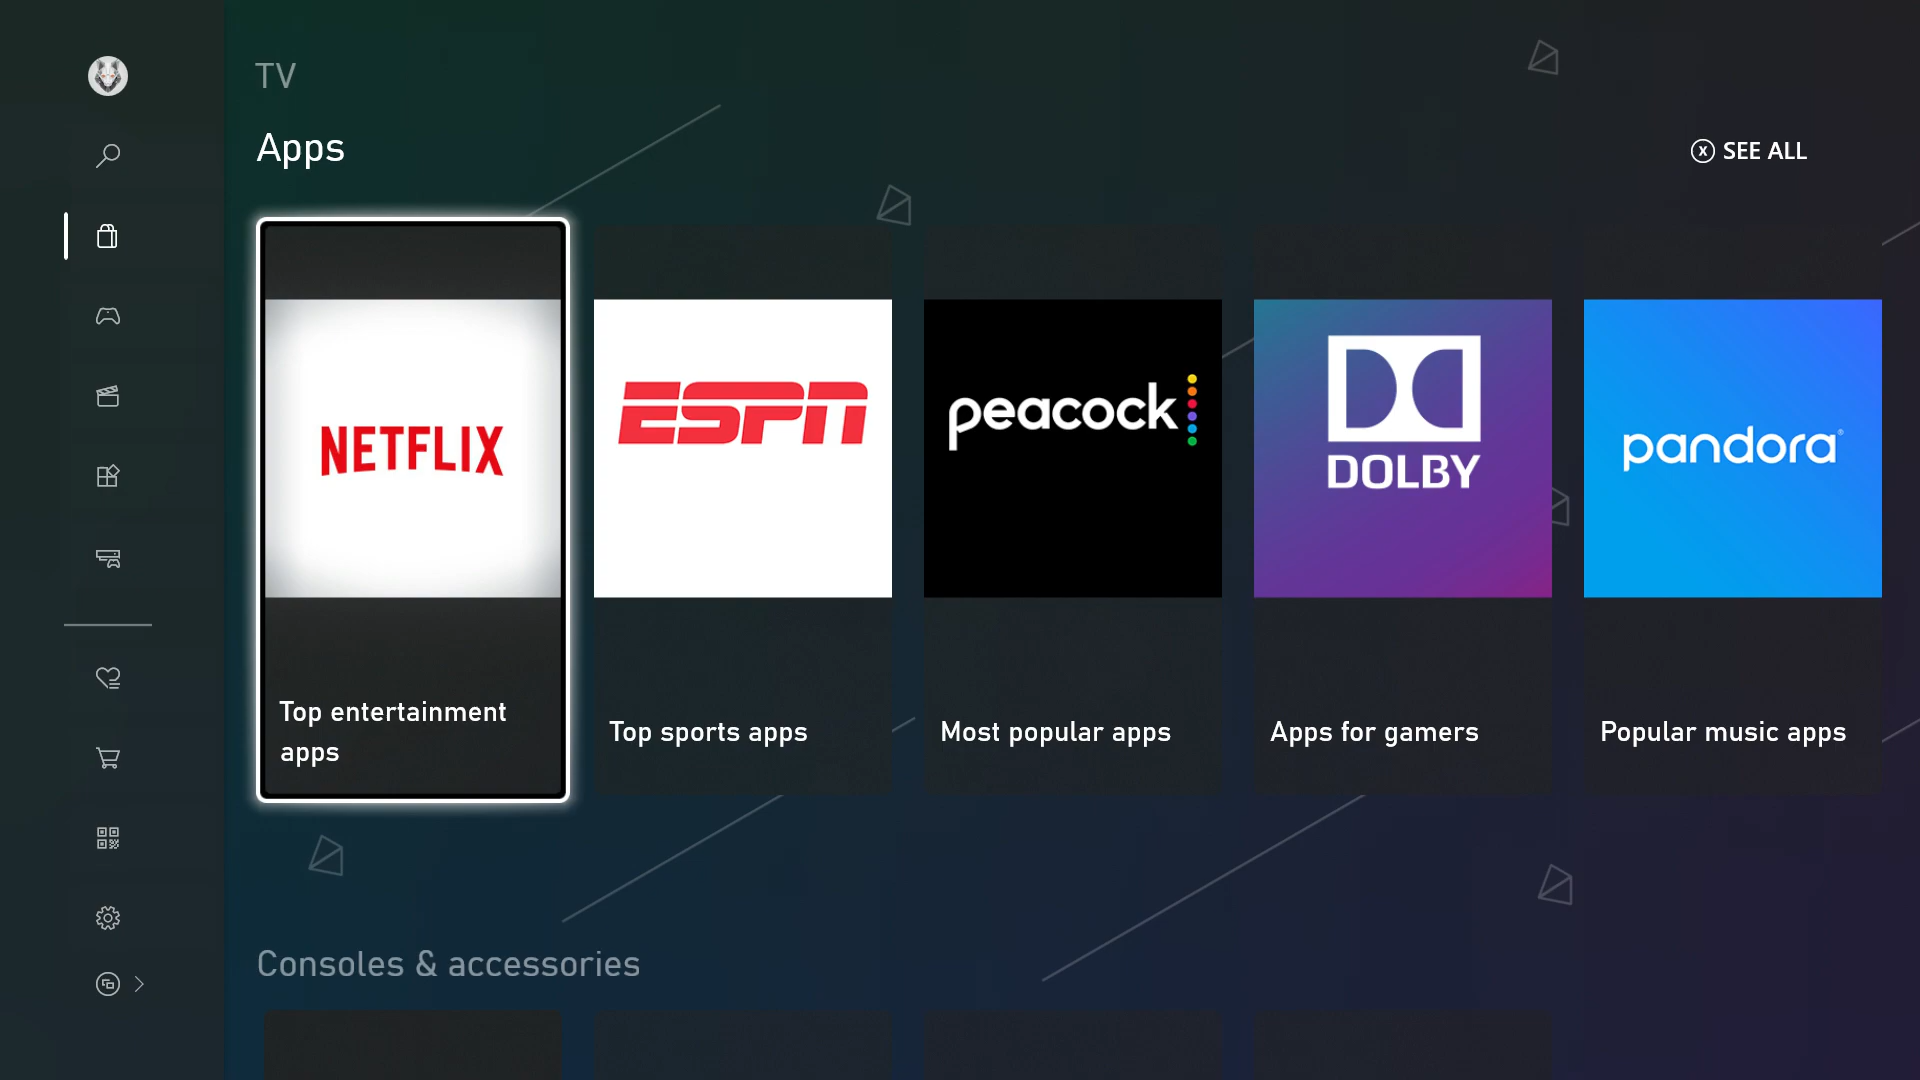 TV
Apps
X SEE ALL
NETFLIX
ESPN
peacock
DOLBY
pandora
Top entertainment
apps
Top sports apps
Most popular apps
Apps for gamers
Popular music apps
Consoles & accessories